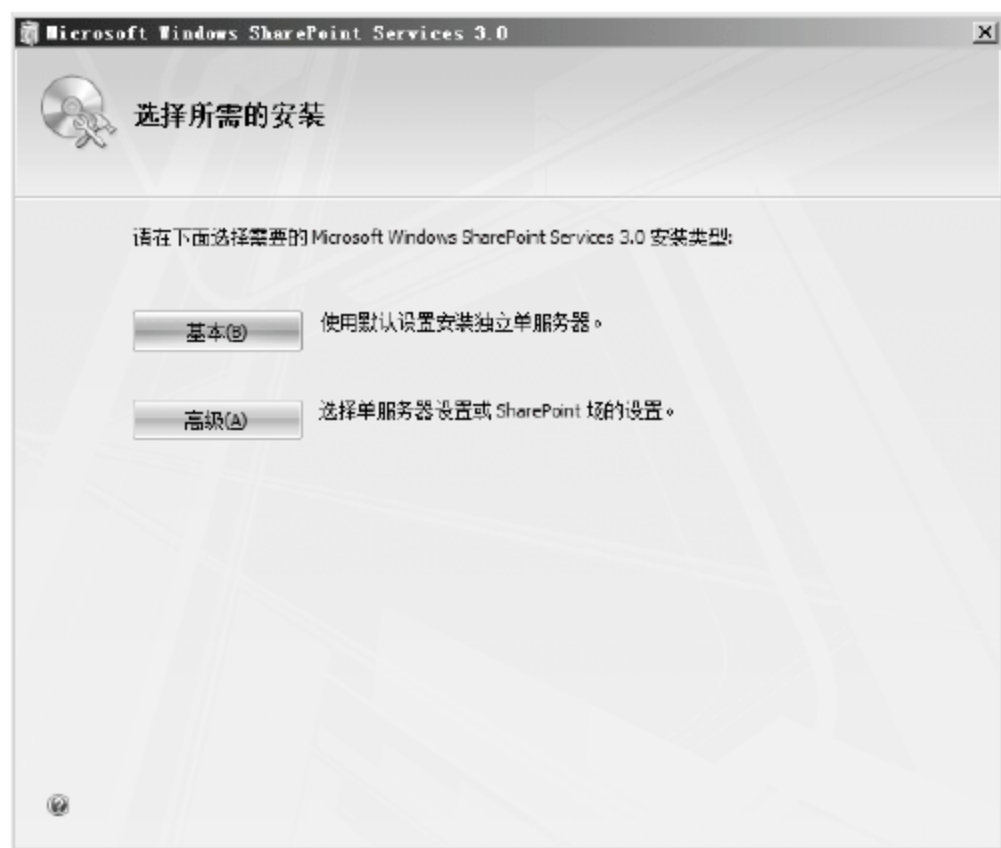 Microsoft Windows SharePoint Services 3.0
选择所需的安装
请在下面选择需要的 Microsoft Windows SharePoint Services 3.0 安装类型:
基本(B) 使用默认设置安装独立单服务器。
高级(A) 选择单服务器设置或 SharePoint 场的设置。